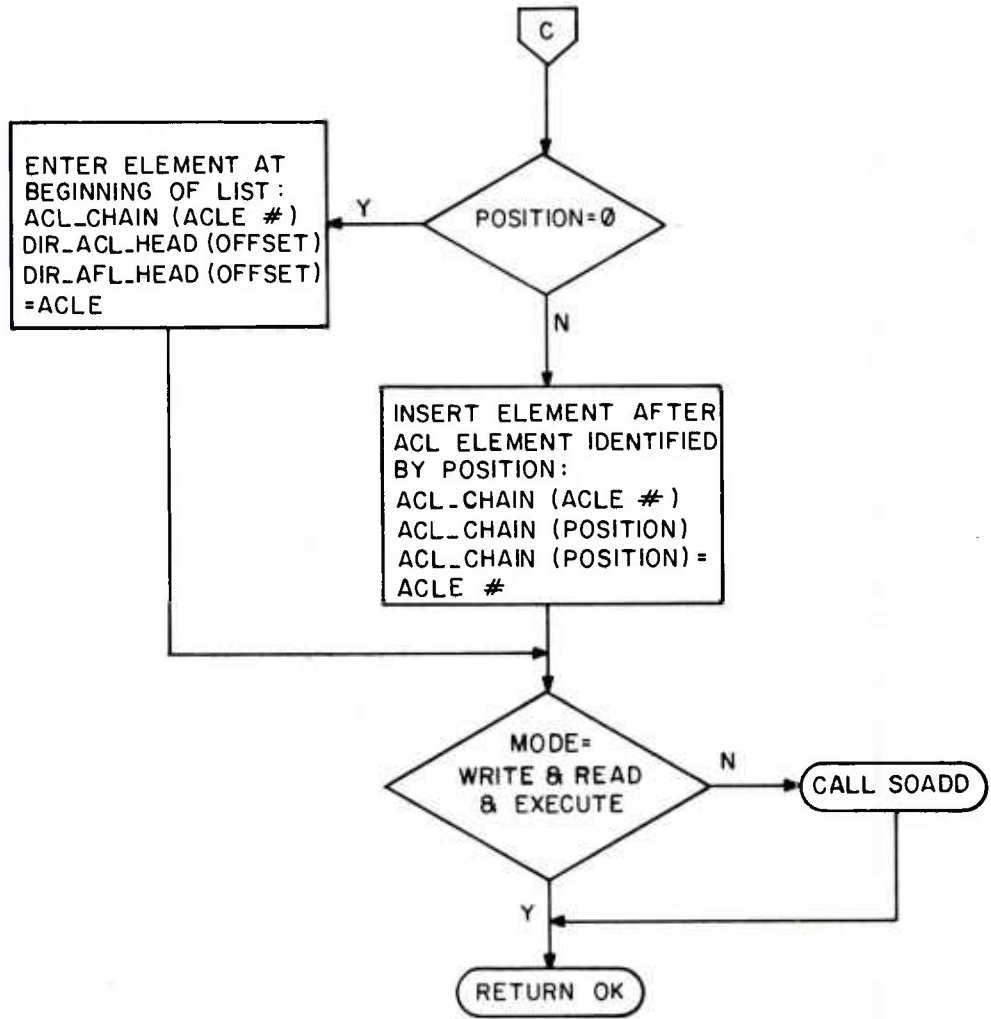 C
POSITION=Ø
Y
ENTER ELEMENT AT
BEGINNING OF LIST:
ACL_CHAIN (ACLE #)
DIR_ACL_HEAD (OFFSET)
DIR_AFL_HEAD (OFFSET)
=ACLE
N
INSERT ELEMENT AFTER
ACL ELEMENT IDENTIFIED
BY POSITION:
ACL_CHAIN (ACLE #)
ACL_CHAIN (POSITION)
ACL_CHAIN (POSITION)=
ACLE #
MODE=
WRITE & READ
& EXECUTE
N
CALL SOADD
Y
RETURN OK